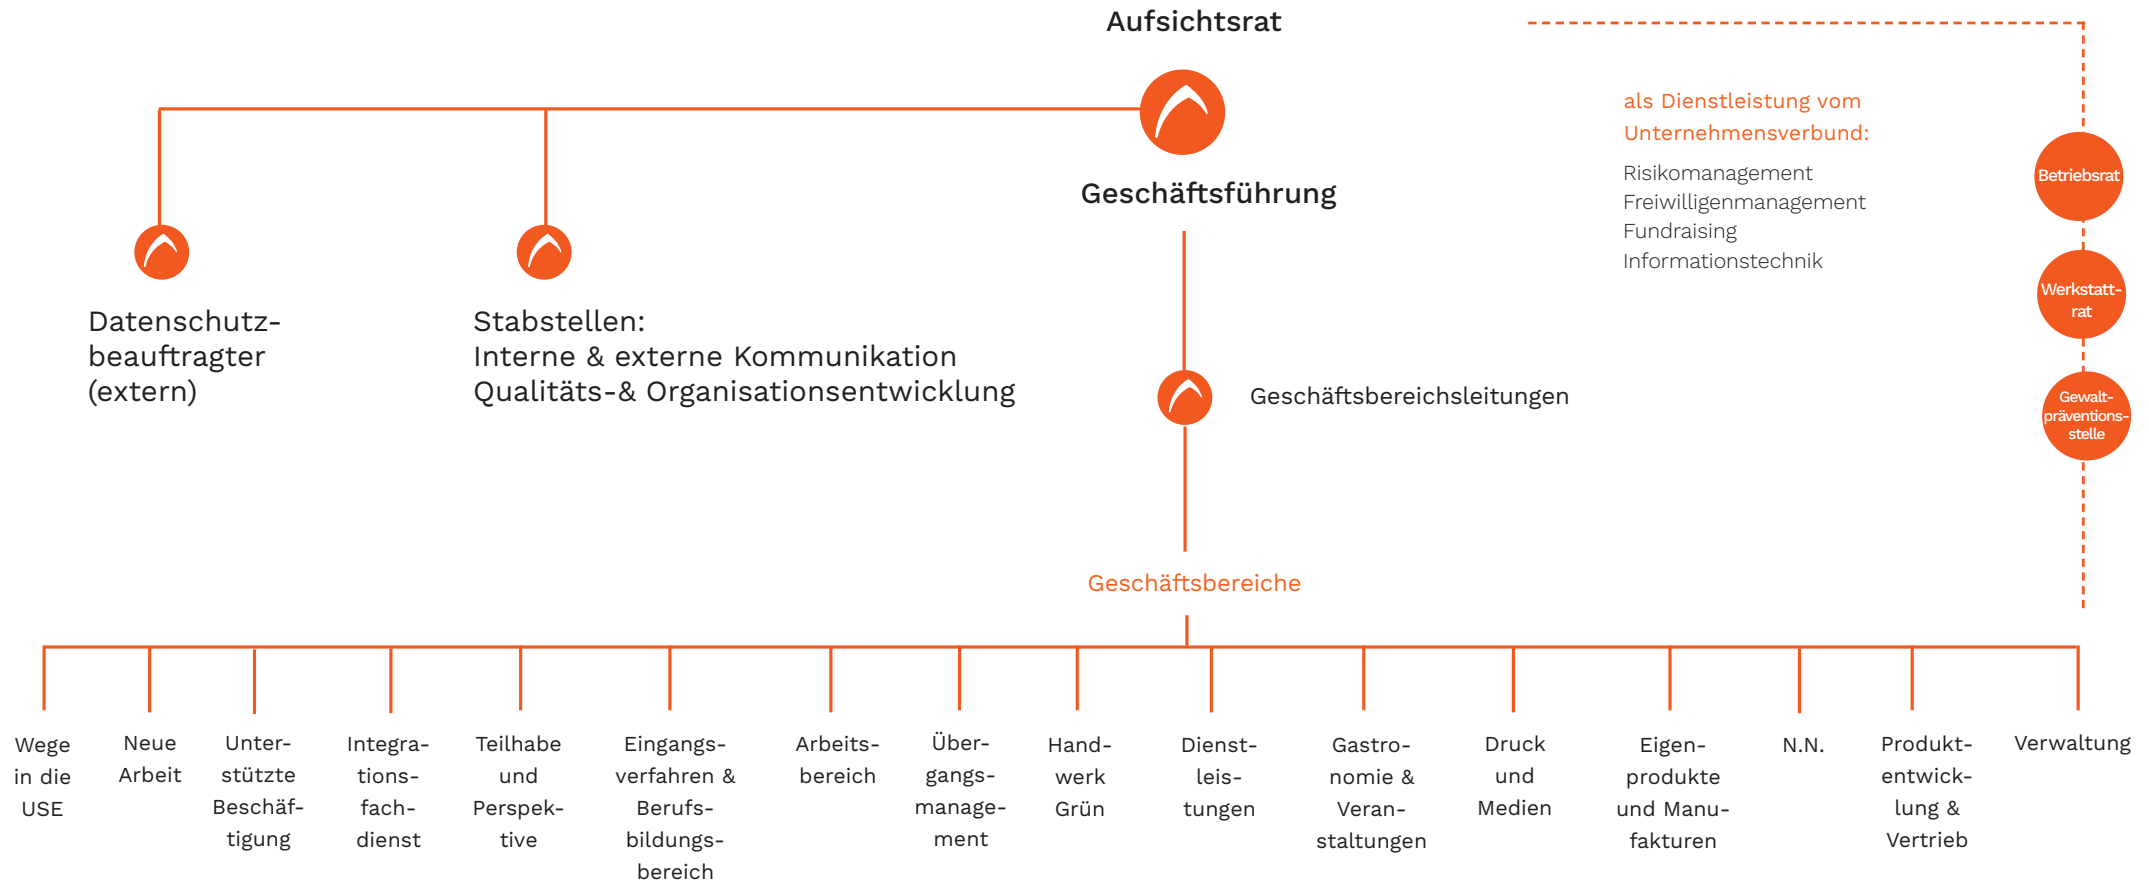 Aufsichtsrat
Geschäftsführung
als Dienstleistung vom
Unternehmensverbund:
Risikomanagement
Freiwilligenmanagement
Fundraising
Informationstechnik
Betriebsrat
Werkstatt-
rat
Gewalt-
präventions-
stelle
Datenschutz-
beauftragter
(extern)
Stabstellen:
Interne & externe Kommunikation
Qualitäts-& Organisationsentwicklung
Geschäftsbereichsleitungen
Geschäftsbereiche
Wege
in die
USE
Neue
Arbeit
Unter-
stützte
Beschäf-
tigung
Integra-
tions-
fach-
dienst
Teilhabe
und
Perspek-
tive
Eingangs-
verfahren &
Berufs-
bildungs-
bereich
Arbeits-
bereich
Über-
gangs-
manage-
ment
Hand-
werk
Grün
Dienst-
leis-
tungen
Gastro-
nomie &
Veran-
staltungen
Druck
und
Medien
Eigen-
produkte
und Manu-
fakturen
N.N.
Produkt-
entwick-
lung &
Vertrieb
Verwaltung